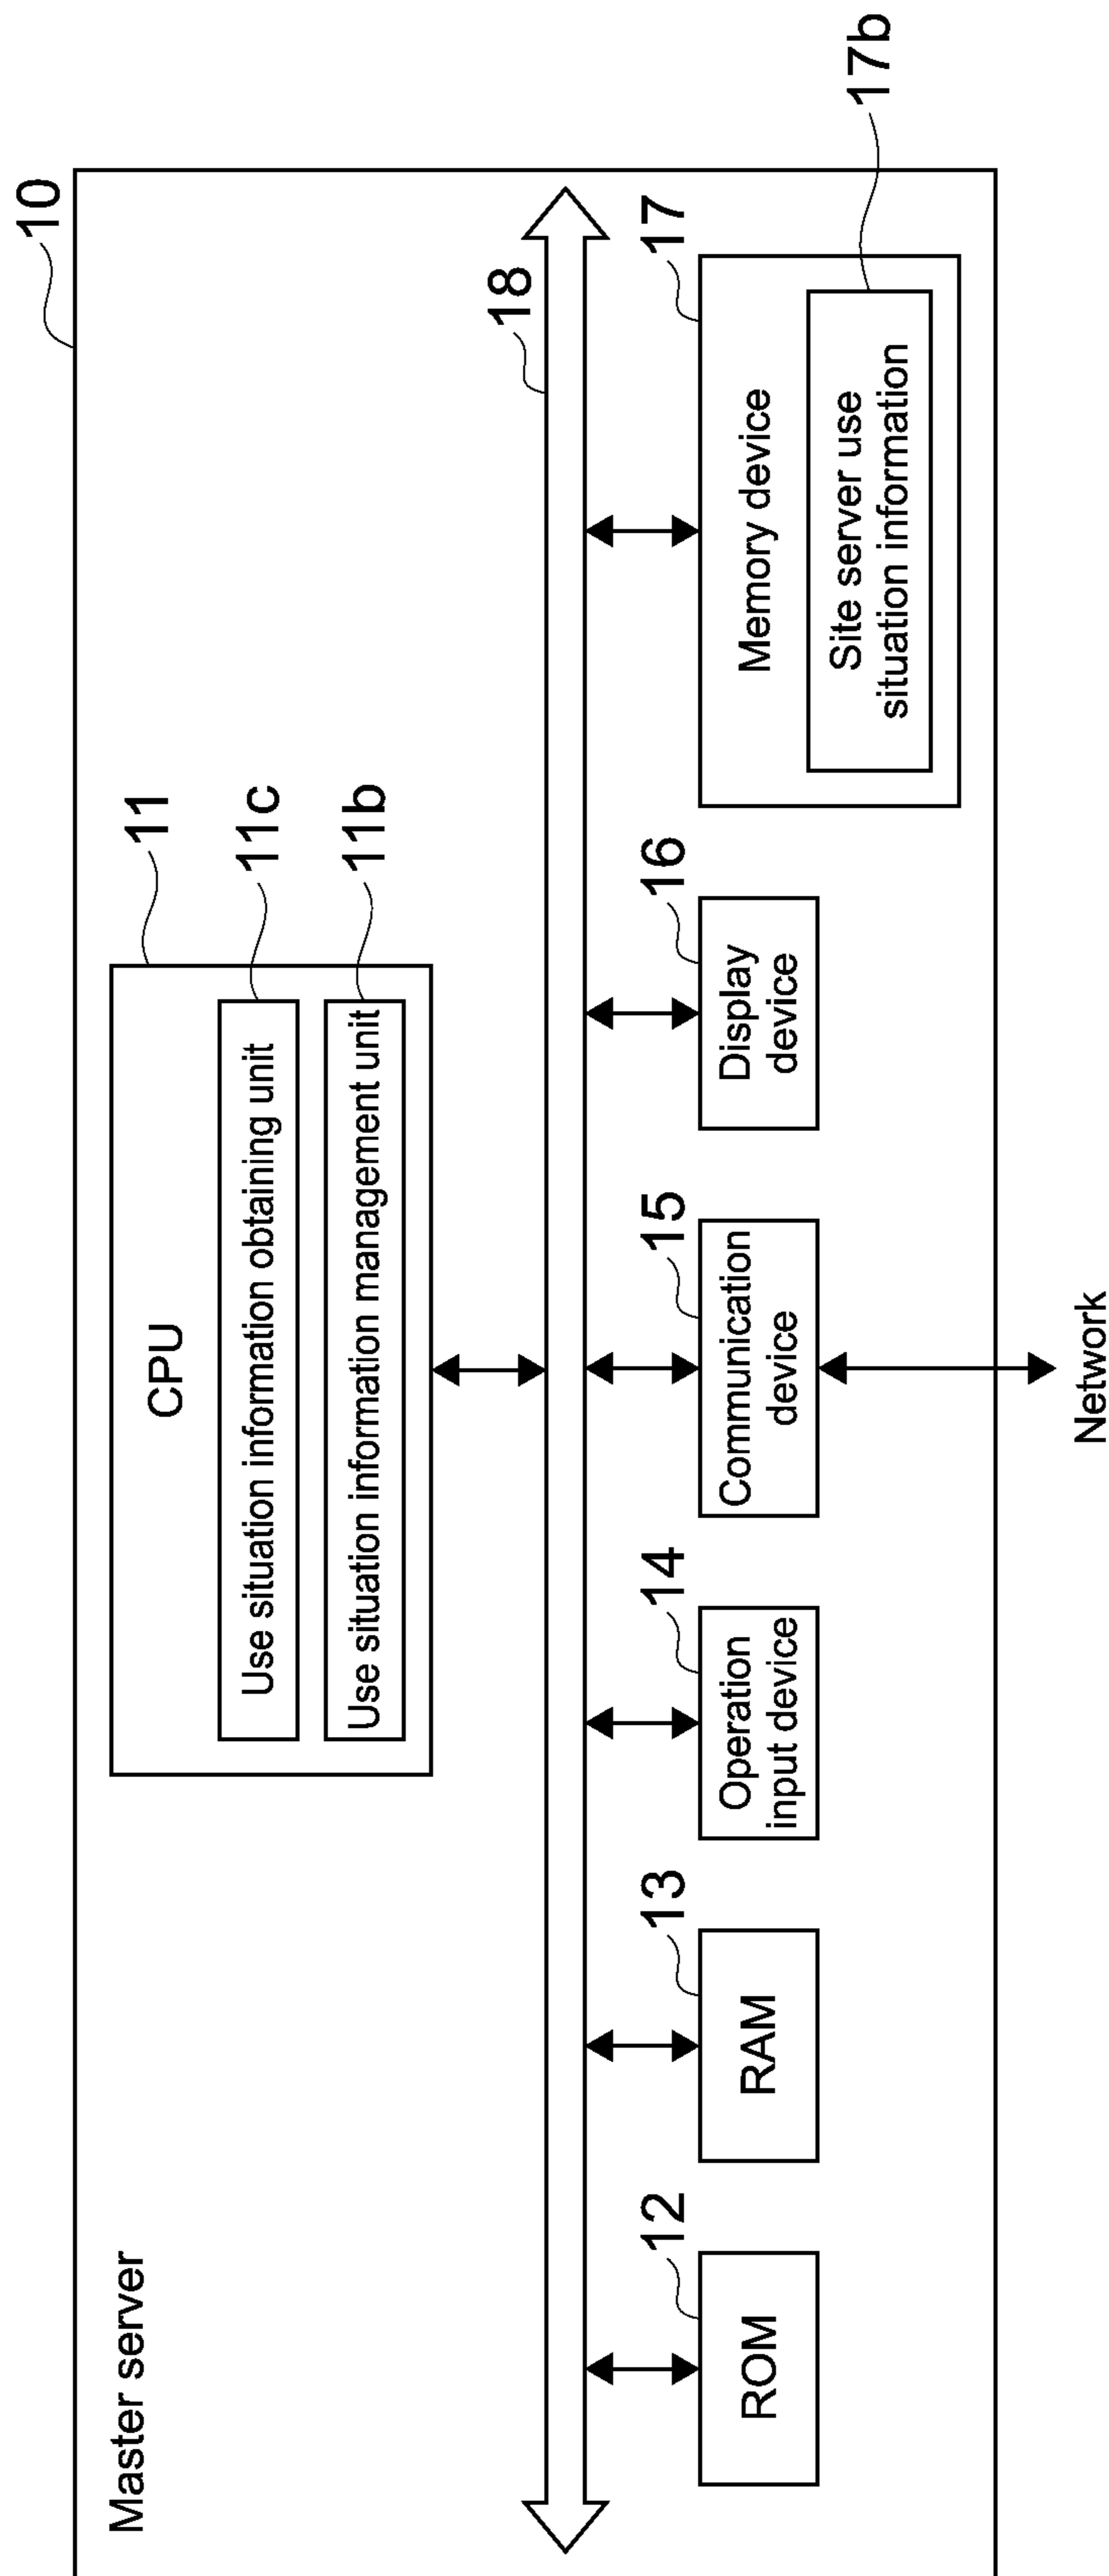 Master server
10
CPU
11
Use situation information obtaining unit
11c
Use situation information management unit
11b
18
ROM
12
RAM
13
Operation
input device
14
Communication
device
15
Display
device
16
Memory device
17
Site server use
situation information
17b
Network